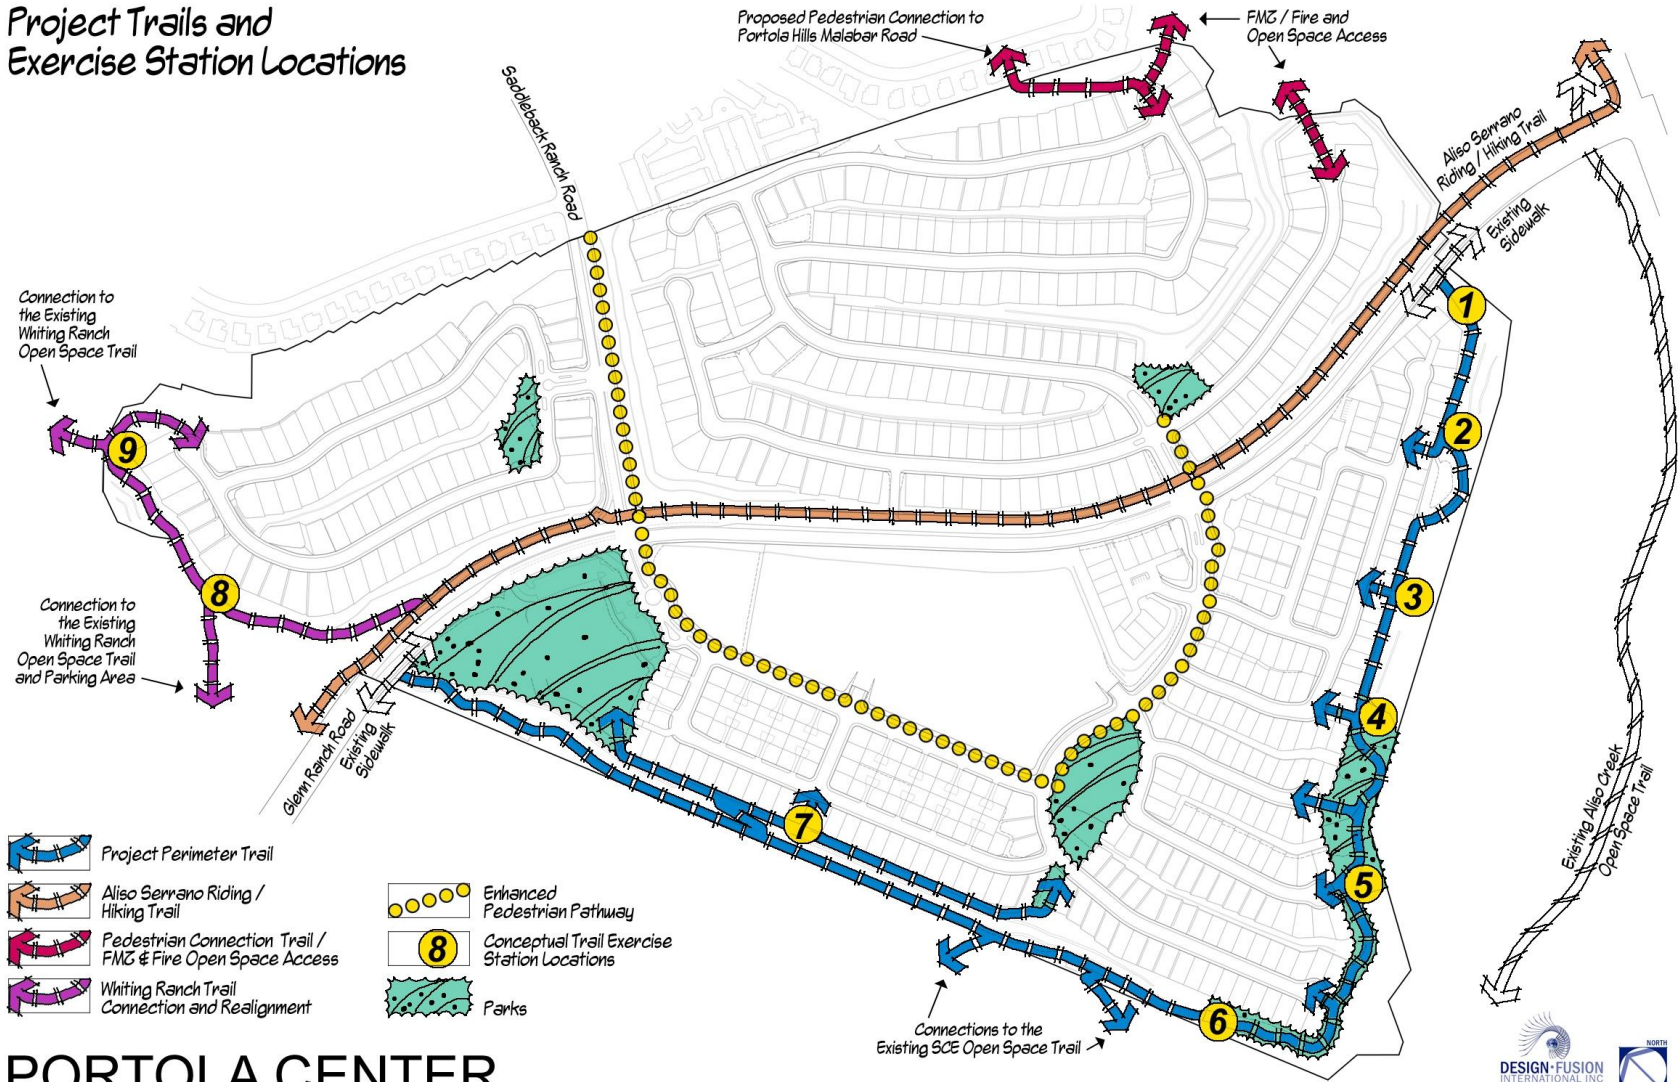 Project Trails and
Exercise Station Locations
Proposed Pedestrian Connection to
Portola Hills Malabar Road
FMZ / Fire and
Open Space Access
Saddleback Ranch Road
Aliso Serrano
Riding / Hiking Trail
Existing
Sidewalk
Connection to
the Existing
Whiting Ranch
Open Space Trail
1
2
3
4
5
6
7
8
9
Connection to
the Existing
Whiting Ranch
Open Space Trail
and Parking Area
Glenn Ranch Road
Existing
Sidewalk
Existing Aliso Creek
Open Space Trail
Connections to the
Existing SCE Open Space Trail
Project Perimeter Trail
Aliso Serrano Riding /
Hiking Trail
Pedestrian Connection Trail /
FMZ & Fire Open Space Access
Whiting Ranch Trail
Connection and Realignment
Enhanced
Pedestrian Pathway
8
Conceptual Trail Exercise
Station Locations
Parks
PORTOLA CENTER
DESIGN·FUSION
INTERNATIONAL INC
NORTH